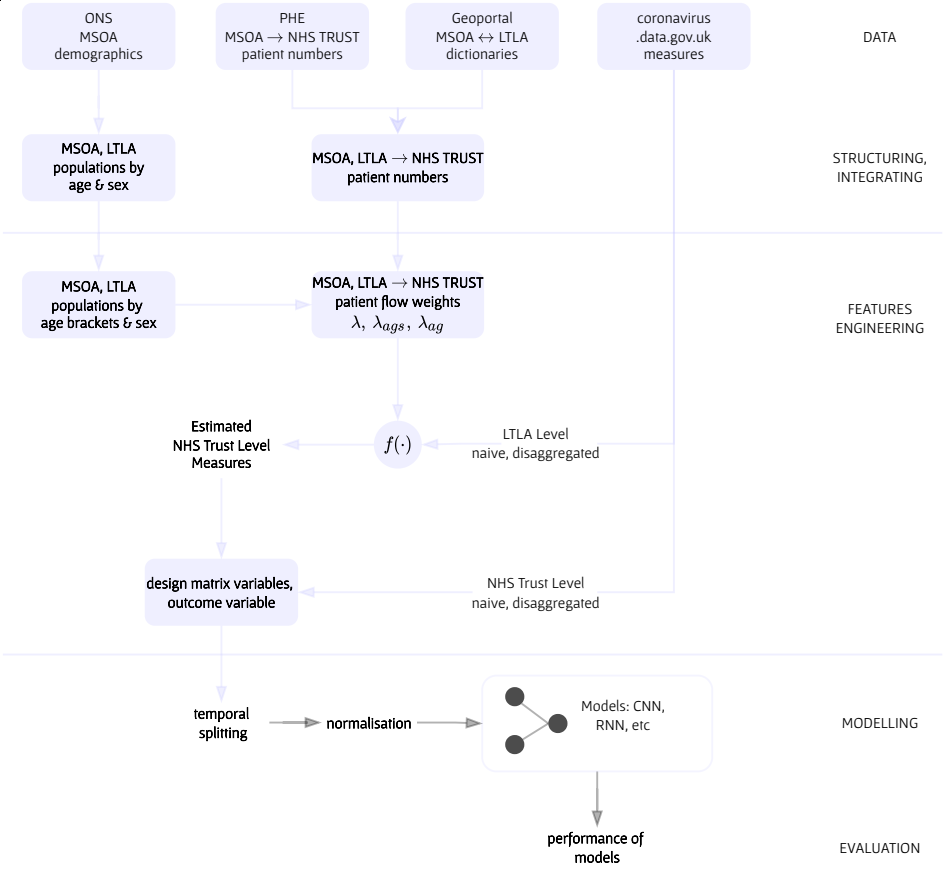 ONS
MSOA
demographics
PHE
MSOA → NHS TRUST
patient numbers
Geoportal
MSOA ↔ LTLA
dictionaries
coronavirus
.data.gov.uk
measures
DATA
MSOA, LTLA
populations by
age & sex
MSOA, LTLA → NHS TRUST
patient numbers
STRUCTURING,
INTEGRATING
MSOA, LTLA
populations by
age brackets & sex
MSOA, LTLA → NHS TRUST
patient flow weights
λ, λags, λag
FEATURES
ENGINEERING
Estimated
NHS Trust Level
Measures
f(·)
LTLA Level
naive, disaggregated
design matrix variables,
outcome variable
NHS Trust Level
naive, disaggregated
temporal
splitting
normalisation
Models: CNN,
RNN, etc
MODELLING
performance of
models
EVALUATION